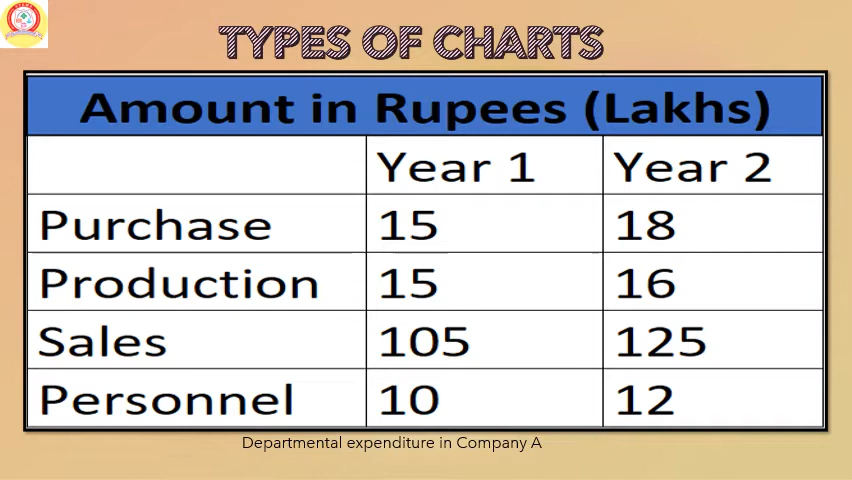 TYPES OF CHARTS
Amount in Rupees (Lakhs)
Year 1 Year 2
Purchase 15 18
Production 15 16
Sales 105 125
Personnel 10 12
Departmental expenditure in Company A